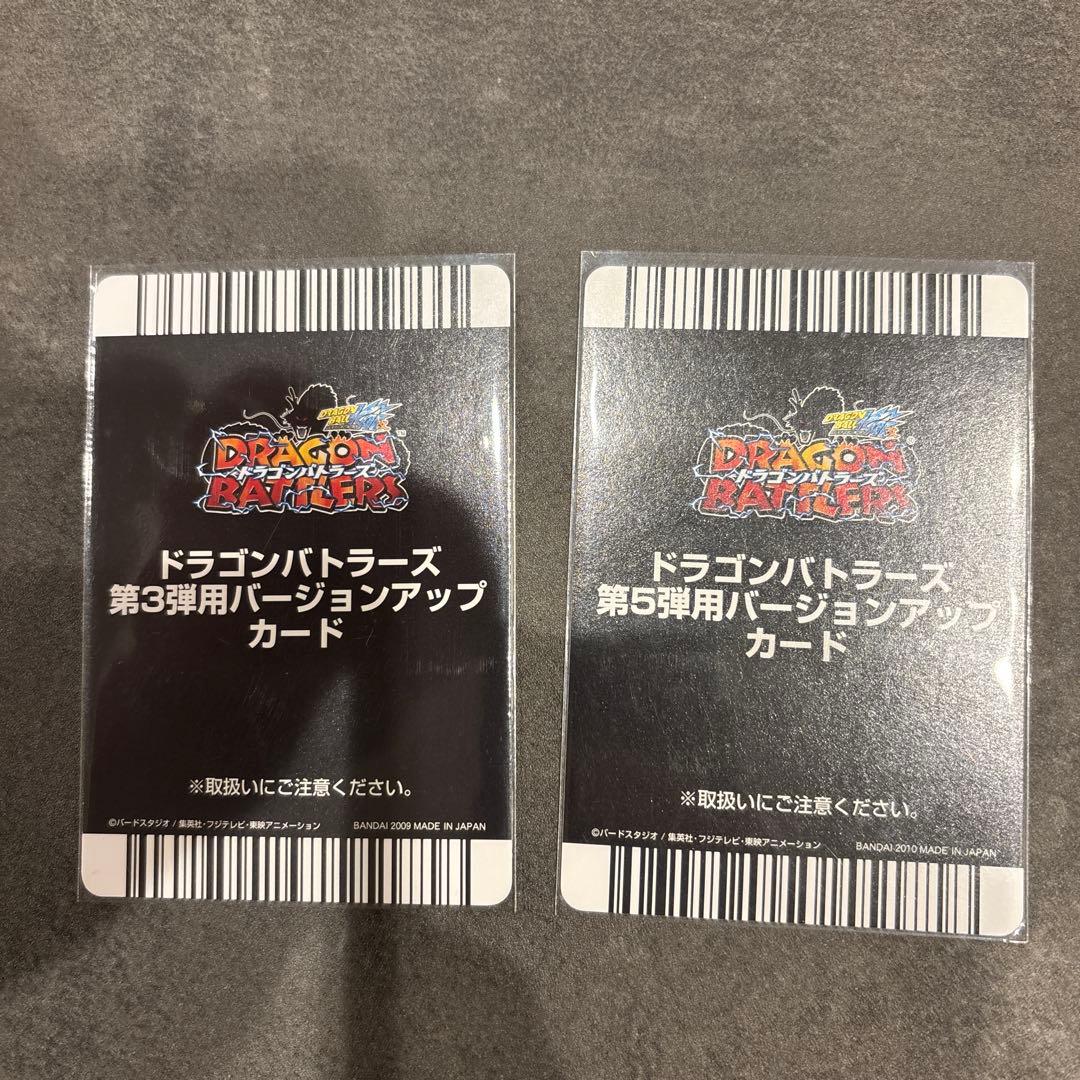 DRAGON
BALL
改
DRAGON
ドラゴンバトラーズ
BATTLERS
TM
ドラゴンバトラーズ
第3弾用バージョンアップ
カード
※取扱いにご注意ください。
©バードスタジオ / 集英社・フジテレビ・東映アニメーション BANDAI 2009 MADE IN JAPAN
DRAGON
BALL
改
DRAGON
ドラゴンバトラーズ
BATTLERS
®
ドラゴンバトラーズ
第5弾用バージョンアップ
カード
※取扱いにご注意ください。
©バードスタジオ / 集英社・フジテレビ・東映アニメーション BANDAI 2010 MADE IN JAPAN